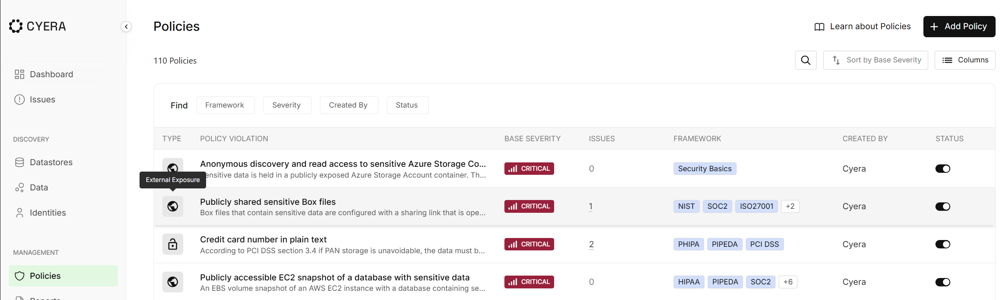 CYERA
Policies
Learn about Policies
Add Policy
110 Policies
Sort by Base Severity
Columns
Dashboard
Issues
DISCOVERY
Datastores
Data
Identities
MANAGEMENT
Policies
Find
Framework
Severity
Created By
Status
TYPE
POLICY VIOLATION
BASE SEVERITY
ISSUES
FRAMEWORK
CREATED BY
STATUS
Anonymous discovery and read access to sensitive Azure Storage Co...
ensitive data is held in a publicly exposed Azure Storage Account container. Th...
CRITICAL
0
Security Basics
Cyera
External Exposure
Publicly shared sensitive Box files
Box files that contain sensitive data are configured with a sharing link that is ope...
CRITICAL
1
NIST
SOC2
ISO27001
+2
Cyera
Credit card number in plain text
According to PCI DSS section 3.4 if PAN storage is unavoidable, the data must b...
CRITICAL
2
PHIPA
PIPEDA
PCI DSS
Cyera
Publicly accessible EC2 snapshot of a database with sensitive data
An EBS volume snapshot of an AWS EC2 instance with a database containing se...
CRITICAL
0
HIPAA
PIPEDA
SOC2
+6
Cyera